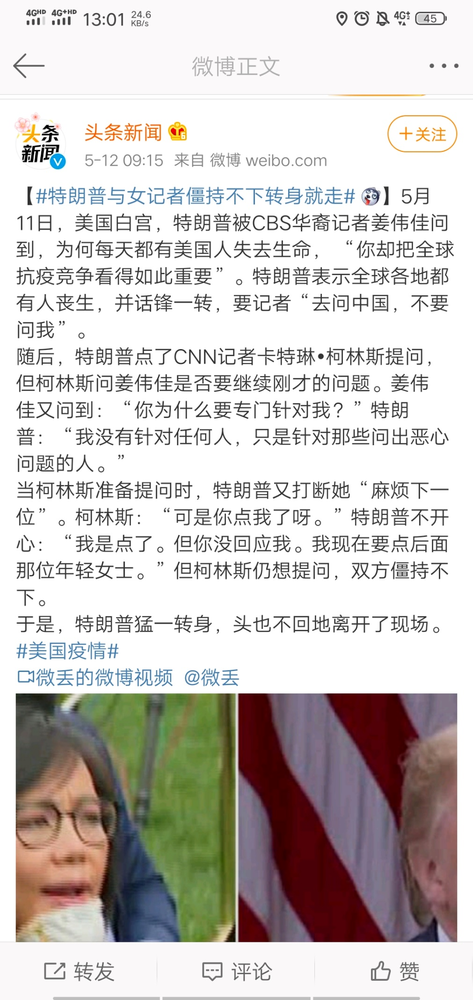 4GHD 4G+HD 13:01 24.6 KB/s 4G 45
微博正文
头条新闻
头条新闻
+关注
5-12 09:15 来自 微博 weibo.com
【#特朗普与女记者僵持不下转身就走#】5月
11日，美国白宫，特朗普被CBS华裔记者姜伟佳问
到，为何每天都有美国人失去生命，“你却把全球
抗疫竞争看得如此重要”。特朗普表示全球各地都
有人丧生，并话锋一转，要记者“去问中国，不要
问我”。
随后，特朗普点了CNN记者卡特琳•柯林斯提问，
但柯林斯问姜伟佳是否要继续刚才的问题。姜伟
佳又问到：“你为什么要专门针对我？”特朗
普：“我没有针对任何人，只是针对那些问出恶心
问题的人。”
当柯林斯准备提问时，特朗普又打断她“麻烦下一
位”。柯林斯：“可是你点我了呀。”特朗普不开
心：“我是点了。但你没回应我。我现在要点后面
那位年轻女士。”但柯林斯仍想提问，双方僵持不
下。
于是，特朗普猛一转身，头也不回地离开了现场。
#美国疫情#
微丢的微博视频 @微丢
转发 评论 赞